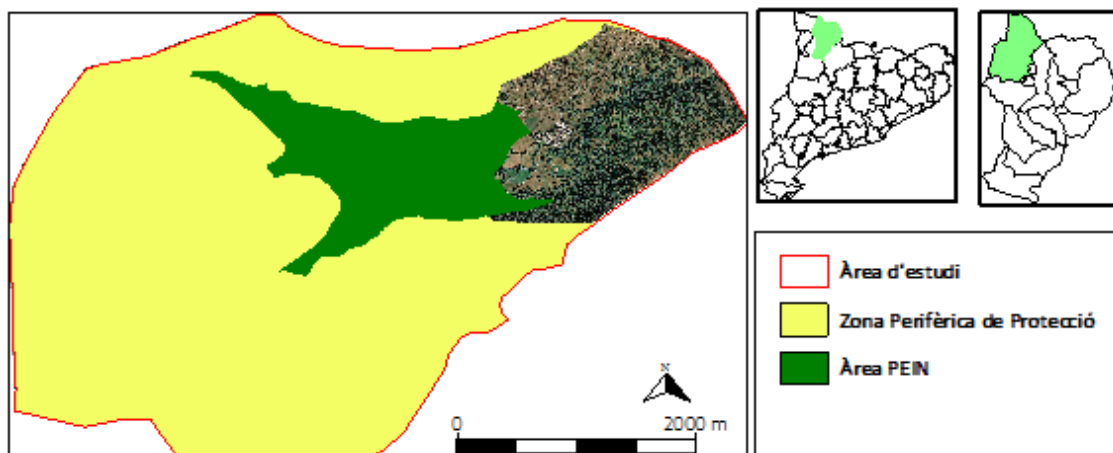 N
0 2000 m
Àrea d'estudi
Zona Perifèrica de Protecció
Àrea PEIN